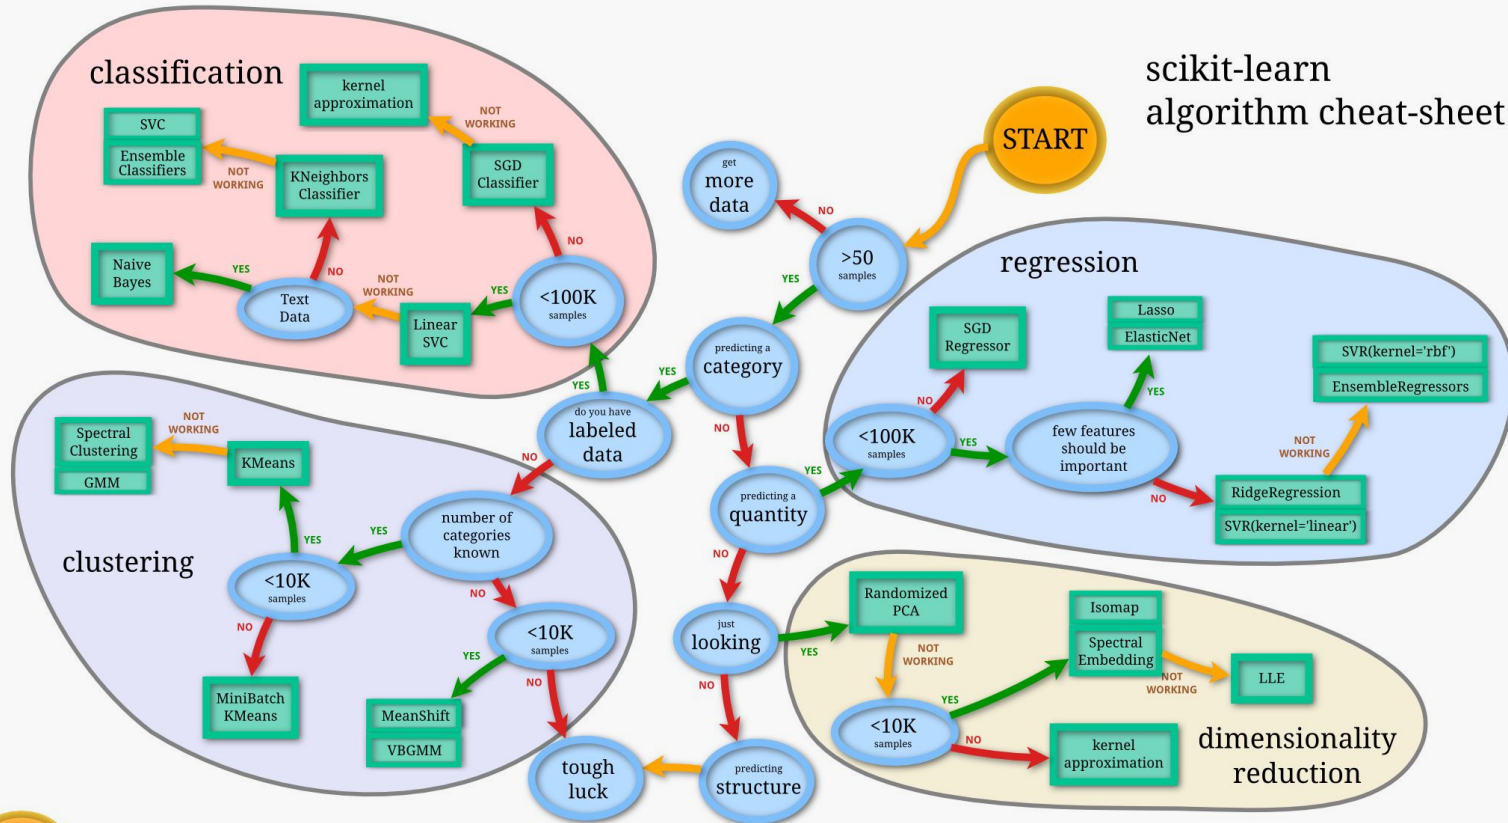 scikit-learn
algorithm cheat-sheet
START
classification
kernel
approximation
NOT
WORKING
SVC
Ensemble
Classifiers
NOT
WORKING
KNeighbors
Classifier
SGD
Classifier
NO
Naive
Bayes
YES
NO
Text
Data
NOT
WORKING
Linear
SVC
YES
<100K
samples
YES
get
more
data
NO
>50
samples
YES
predicting a
category
YES
NO
do you have
labeled
data
NO
predicting a
quantity
YES
NO
just
looking
YES
NO
predicting
structure
tough
luck
regression
SGD
Regressor
Lasso
ElasticNet
SVR(kernel='rbf')
EnsembleRegressors
NO
YES
<100K
samples
YES
few features
should be
important
NOT
WORKING
NO
RidgeRegression
SVR(kernel='linear')
clustering
Spectral
Clustering
GMM
NOT
WORKING
KMeans
number of
categories
known
YES
YES
<10K
samples
NO
NO
<10K
samples
YES
NO
MiniBatch
KMeans
MeanShift
VBGMM
Randomized
PCA
NOT
WORKING
Isomap
Spectral
Embedding
NOT
WORKING
LLE
YES
<10K
samples
NO
kernel
approximation
dimensionality
reduction